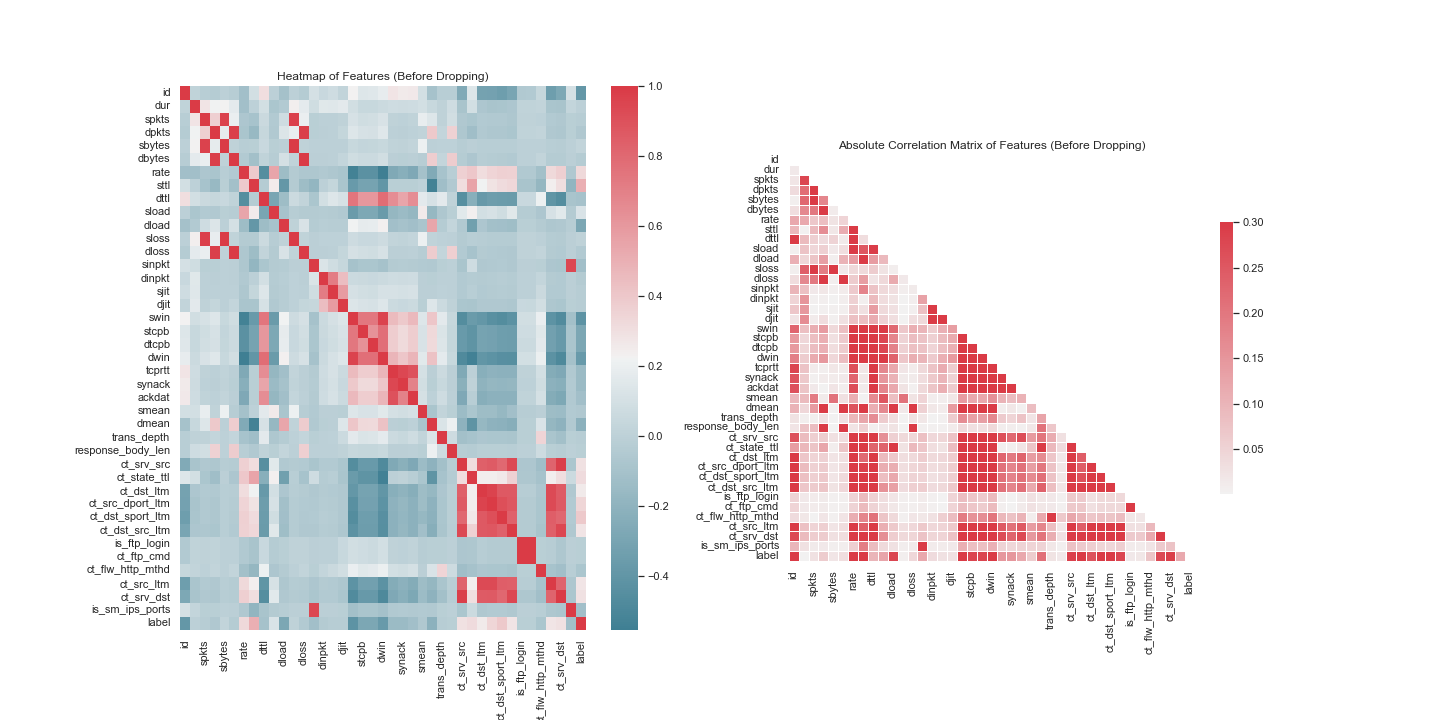 Heatmap of Features (Before Dropping)
id
dur
spkts
dpkts
sbytes
dbytes
rate
sttl
dttl
sload
dload
sloss
dloss
sinpkt
dinpkt
sjit
djit
swin
stcpb
dtcpb
dwin
tcprtt
synack
ackdat
smean
dmean
trans_depth
response_body_len
ct_srv_src
ct_state_ttl
ct_dst_ltm
ct_src_dport_ltm
ct_dst_sport_ltm
ct_dst_src_ltm
is_ftp_login
ct_ftp_cmd
ct_flw_http_mthd
ct_src_ltm
ct_srv_dst
is_sm_ips_ports
label
id
spkts
sbytes
rate
dttl
dload
dloss
dinpkt
djit
stcpb
dwin
synack
smean
trans_depth
ct_srv_src
ct_dst_ltm
ct_dst_sport_ltm
is_ftp_login
ct_flw_http_mthd
ct_srv_dst
label
1.0
0.8
0.6
0.4
0.2
0.0
−0.2
−0.4
Absolute Correlation Matrix of Features (Before Dropping)
id
dur
spkts
dpkts
sbytes
dbytes
rate
sttl
dttl
sload
dload
sloss
dloss
sinpkt
dinpkt
sjit
djit
swin
stcpb
dtcpb
dwin
tcprtt
synack
ackdat
smean
dmean
trans_depth
response_body_len
ct_srv_src
ct_state_ttl
ct_dst_ltm
ct_src_dport_ltm
ct_dst_sport_ltm
ct_dst_src_ltm
is_ftp_login
ct_ftp_cmd
ct_flw_http_mthd
ct_src_ltm
ct_srv_dst
is_sm_ips_ports
label
id
spkts
sbytes
rate
dttl
dload
dloss
dinpkt
djit
stcpb
dwin
synack
smean
trans_depth
ct_srv_src
ct_dst_ltm
ct_dst_sport_ltm
is_ftp_login
ct_flw_http_mthd
ct_srv_dst
label
0.30
0.25
0.20
0.15
0.10
0.05